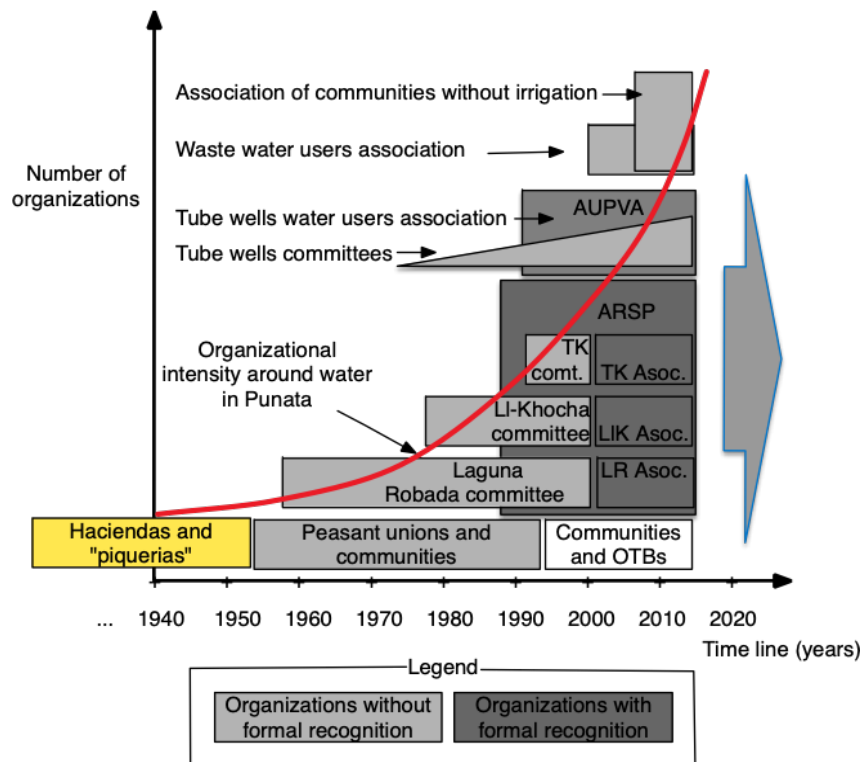 Association of communities without irrigation
Waste water users association
Number of
organizations
AUPVA
Tube wells water users association
Tube wells committees
ARSP
Organizational
intensity around water
in Punata
TK
comt.
TK Asoc.
LI-Khocha
committee
LIK Asoc.
Laguna
Robada committee
LR Asoc.
Haciendas and
"piquerias"
Peasant unions and
communities
Communities
and OTBs
... 1940 1950 1960 1970 1980 1990 2000 2010 2020
Time line (years)
Legend
Organizations without
formal recognition
Organizations with
formal recognition